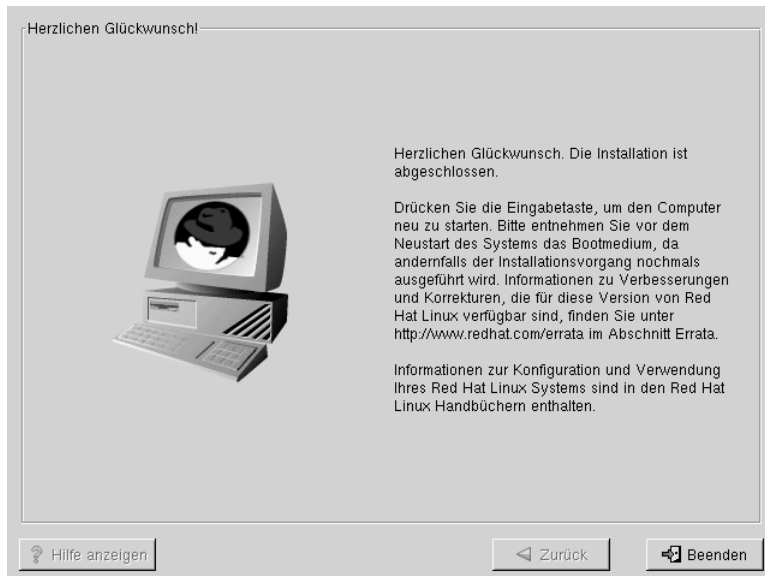 Herzlichen Glückwunsch!
Herzlichen Glückwunsch. Die Installation ist
abgeschlossen.
Drücken Sie die Eingabetaste, um den Computer
neu zu starten. Bitte entnehmen Sie vor dem
Neustart des Systems das Bootmedium, da
andernfalls der Installationsvorgang nochmals
ausgeführt wird. Informationen zu Verbesserungen
und Korrekturen, die für diese Version von Red
Hat Linux verfügbar sind, finden Sie unter
http://www.redhat.com/errata im Abschnitt Errata.
Informationen zur Konfiguration und Verwendung
Ihres Red Hat Linux Systems sind in den Red Hat
Linux Handbüchern enthalten.
Hilfe anzeigen
Zurück
Beenden